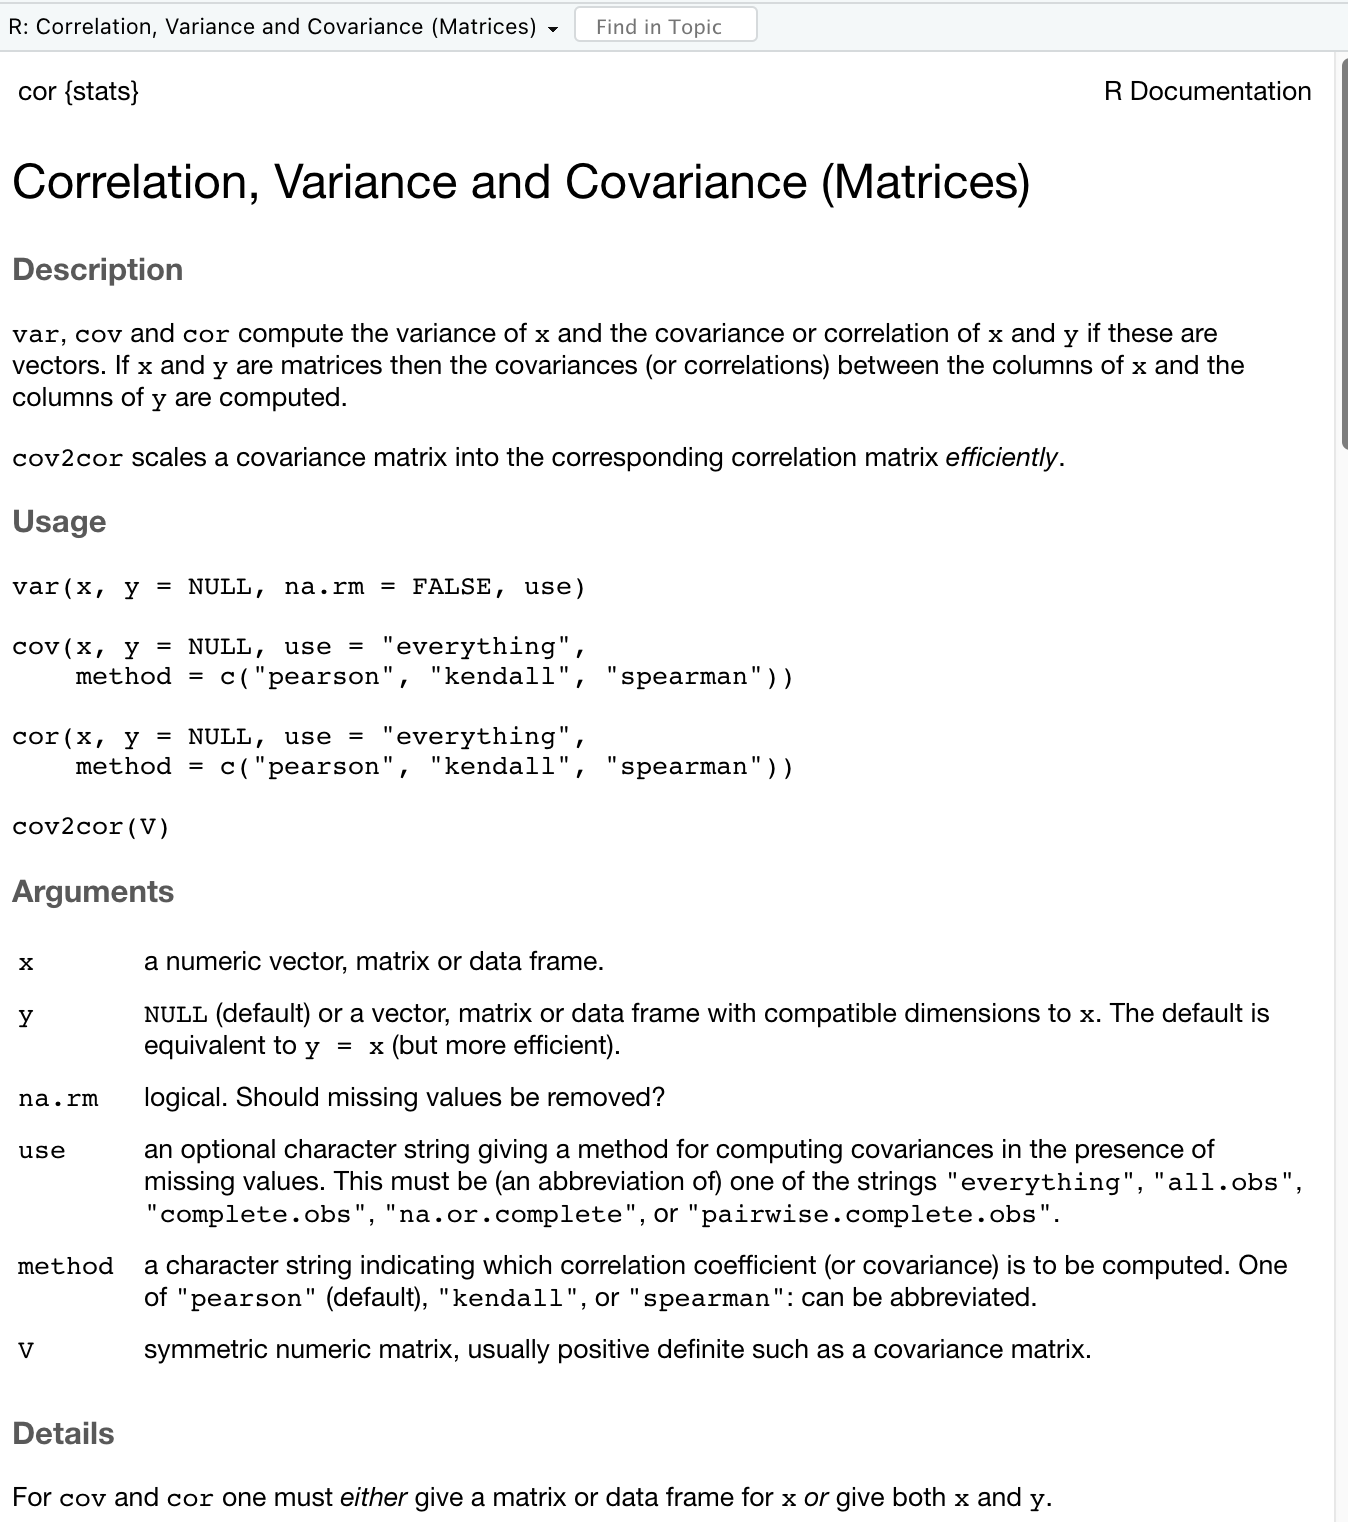 R: Correlation, Variance and Covariance (Matrices)
Find in Topic
cor {stats}
R Documentation
Correlation, Variance and Covariance (Matrices)
Description
var, cov and cor compute the variance of x and the covariance or correlation of x and y if these are
vectors. If x and y are matrices then the covariances (or correlations) between the columns of x and the
columns of y are computed.
cov2cor scales a covariance matrix into the corresponding correlation matrix efficiently.
Usage
var(x, y = NULL, na.rm = FALSE, use)
cov(x, y = NULL, use = "everything",
    method = c("pearson", "kendall", "spearman"))
cor(x, y = NULL, use = "everything",
    method = c("pearson", "kendall", "spearman"))
cov2cor(V)
Arguments
x a numeric vector, matrix or data frame.
y NULL (default) or a vector, matrix or data frame with compatible dimensions to x. The default is
equivalent to y = x (but more efficient).
na.rm logical. Should missing values be removed?
use an optional character string giving a method for computing covariances in the presence of
missing values. This must be (an abbreviation of) one of the strings "everything", "all.obs",
"complete.obs", "na.or.complete", or "pairwise.complete.obs".
method a character string indicating which correlation coefficient (or covariance) is to be computed. One
of "pearson" (default), "kendall", or "spearman": can be abbreviated.
V symmetric numeric matrix, usually positive definite such as a covariance matrix.
Details
For cov and cor one must either give a matrix or data frame for x or give both x and y.